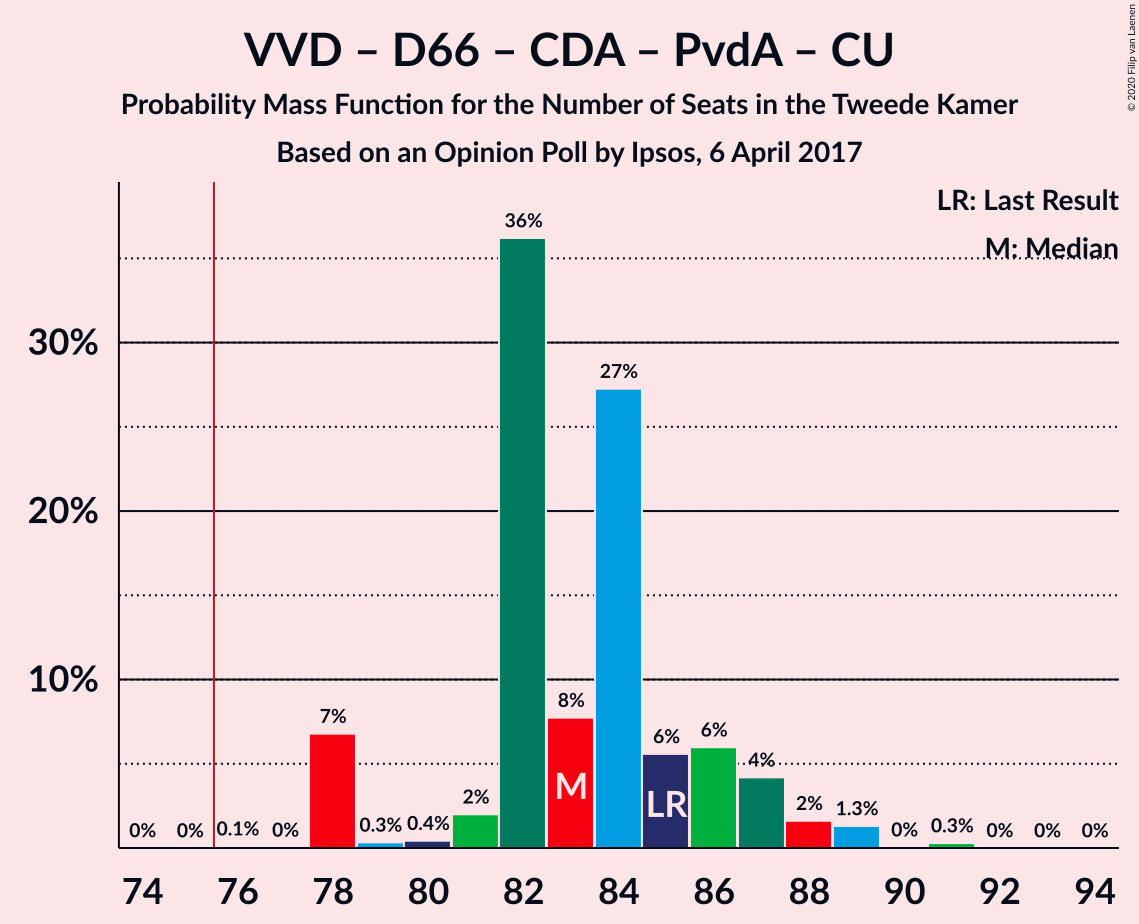 VVD – D66 – CDA – PvdA – CU
Probability Mass Function for the Number of Seats in the Tweede Kamer
Based on an Opinion Poll by Ipsos, 6 April 2017
© 2020 Filip van Laenen
LR: Last Result
M: Median
30%
20%
10%
0%
0%
0.1%
0%
7%
0.3%
0.4%
2%
36%
8%
27%
6%
6%
4%
2%
1.3%
0%
0.3%
0%
0%
0%
M
LR
74 76 78 80 82 84 86 88 90 92 94